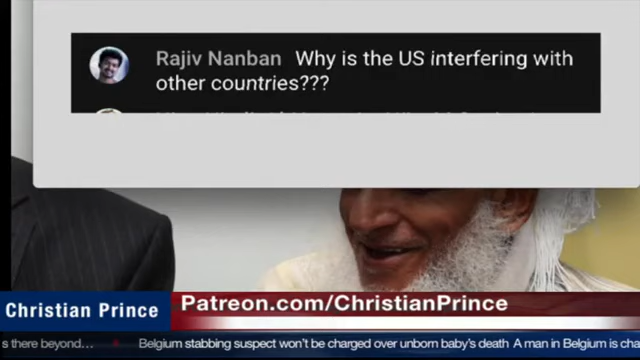 Rajiv Nanban Why is the US interfering with
other countries???
Christian Prince
Patreon.com/ChristianPrince
s there beyond... Belgium stabbing suspect won't be charged over unborn baby's death A man in Belgium is cha